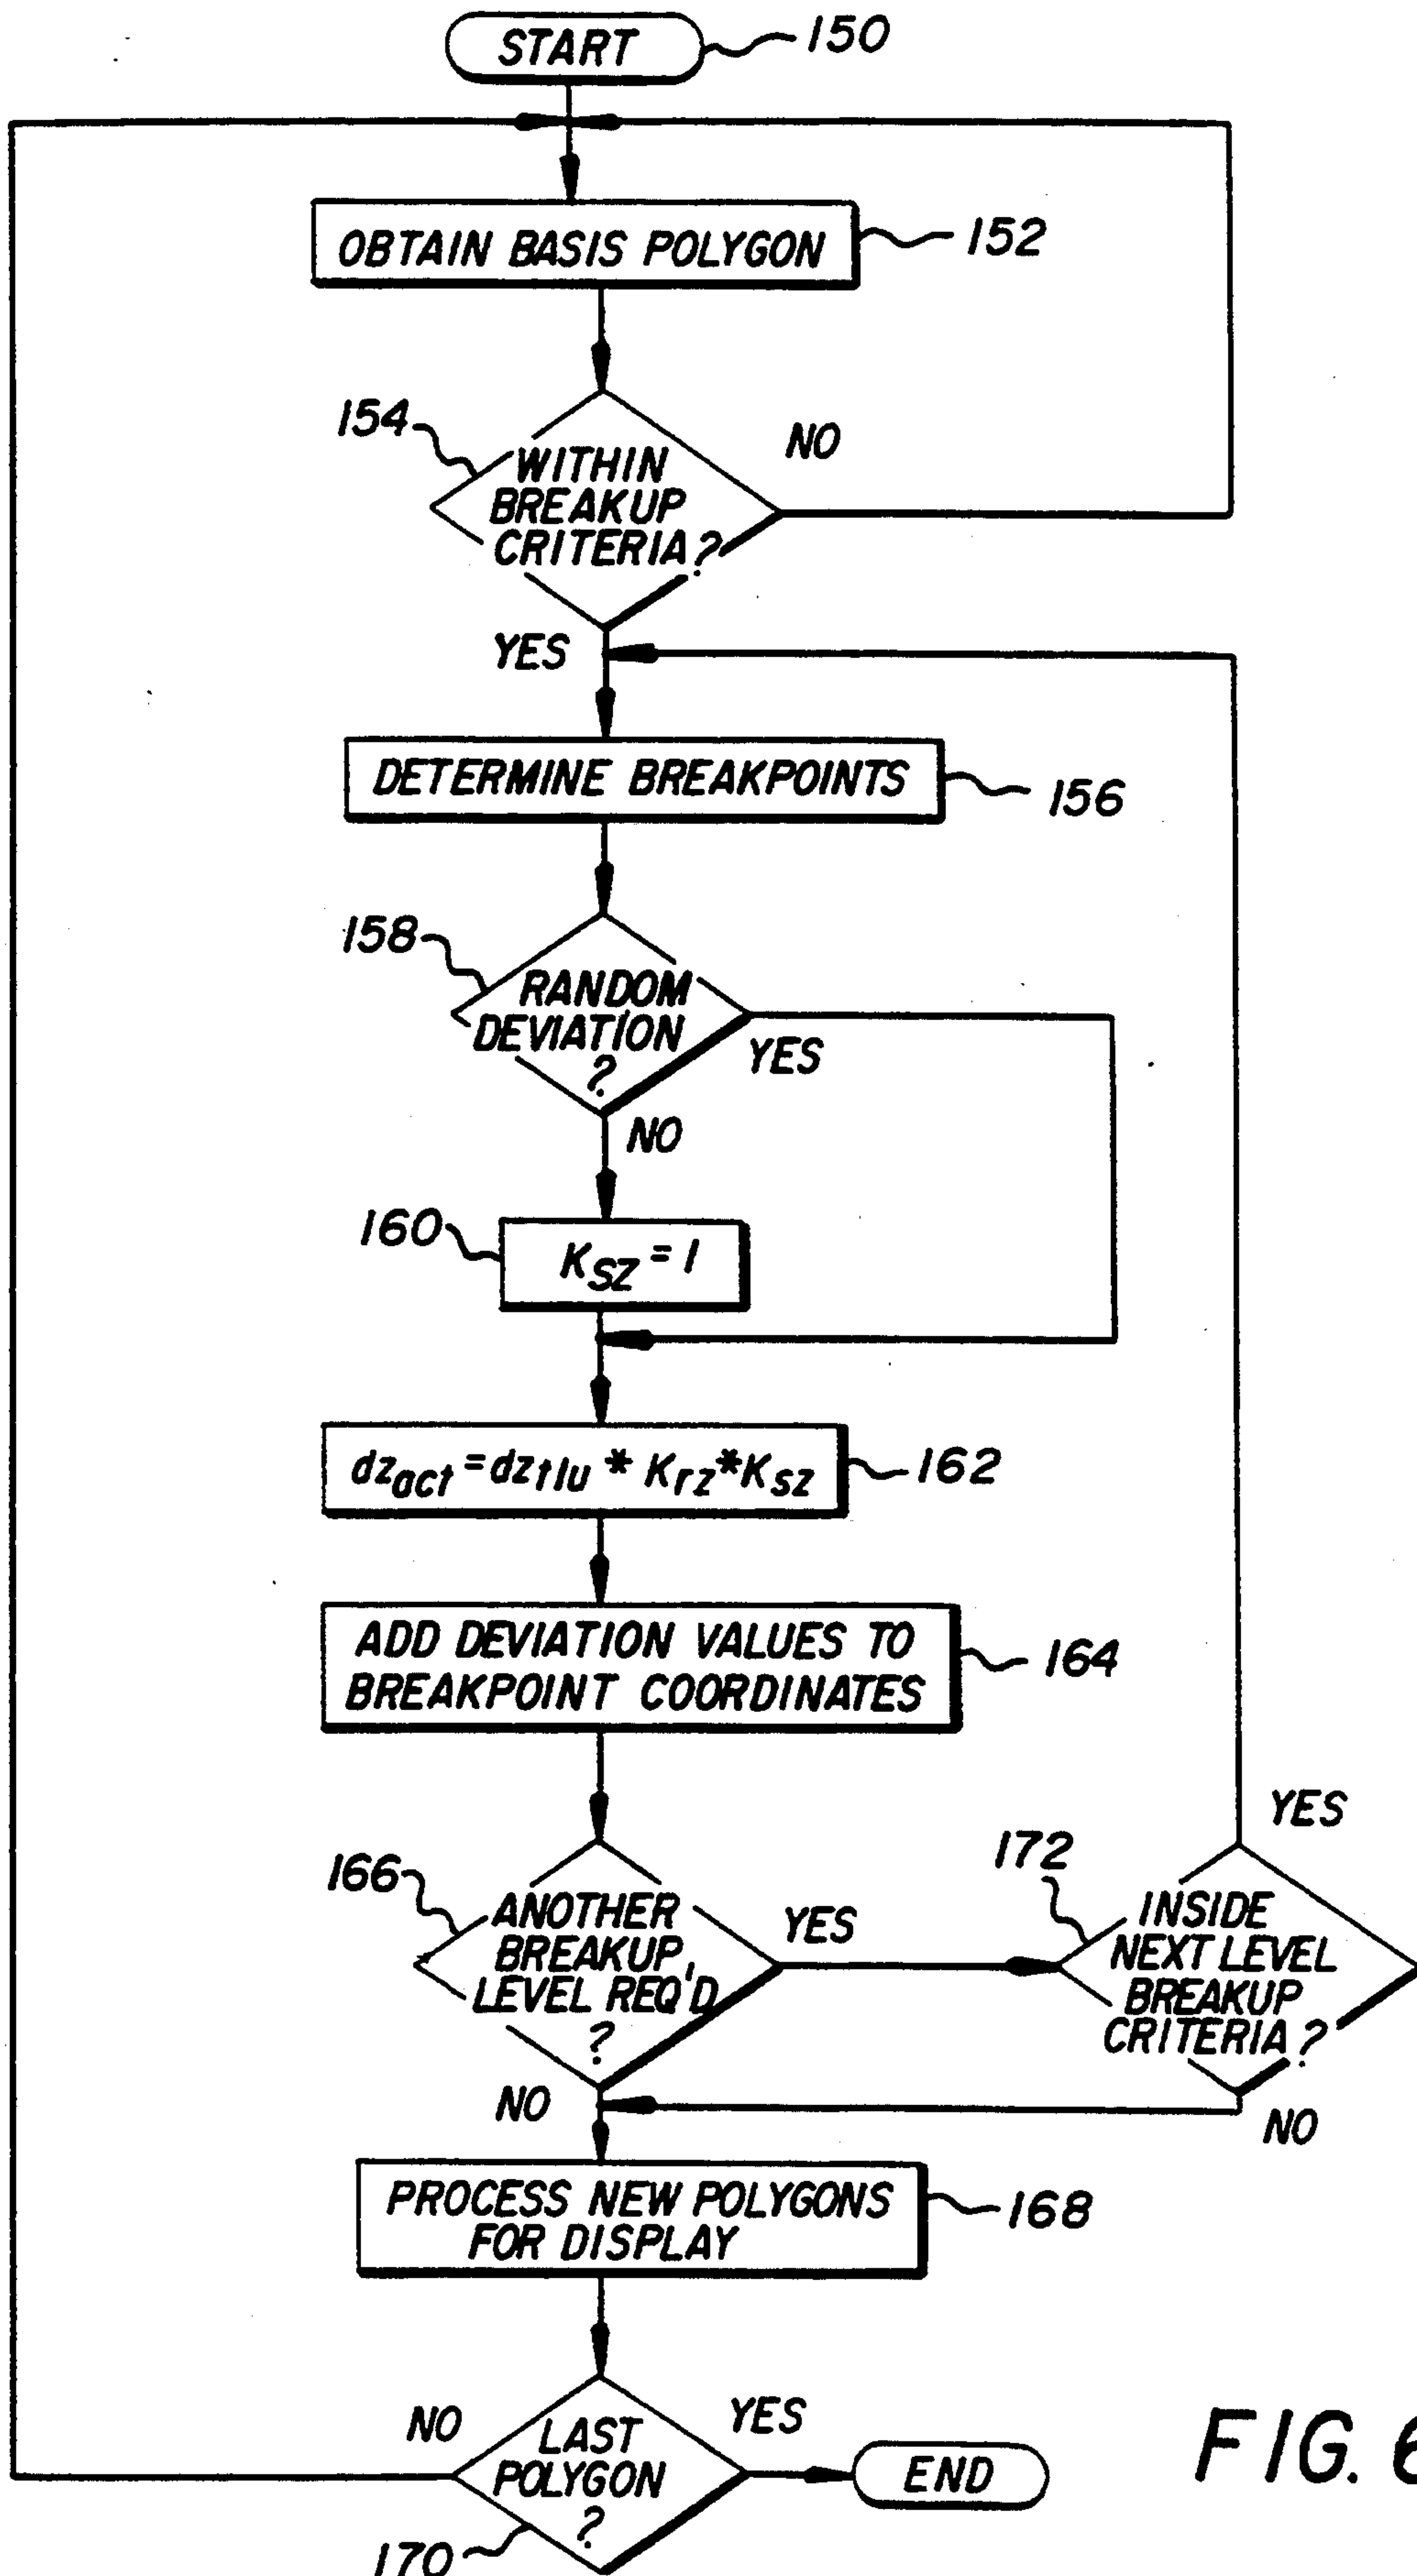 START
150
OBTAIN BASIS POLYGON
152
154
WITHIN
BREAKUP
CRITERIA?
NO
YES
DETERMINE BREAKPOINTS
156
158
RANDOM
DEVIATION
?
YES
NO
160
K_SZ = 1
dz_act = dz_tlu * K_rz * K_sz
162
ADD DEVIATION VALUES TO
BREAKPOINT COORDINATES
164
166
ANOTHER
BREAKUP
LEVEL REQ'D
?
YES
NO
172
INSIDE
NEXT LEVEL
BREAKUP
CRITERIA?
YES
NO
PROCESS NEW POLYGONS
FOR DISPLAY
168
LAST
POLYGON
?
NO
YES
END
170
FIG. 6